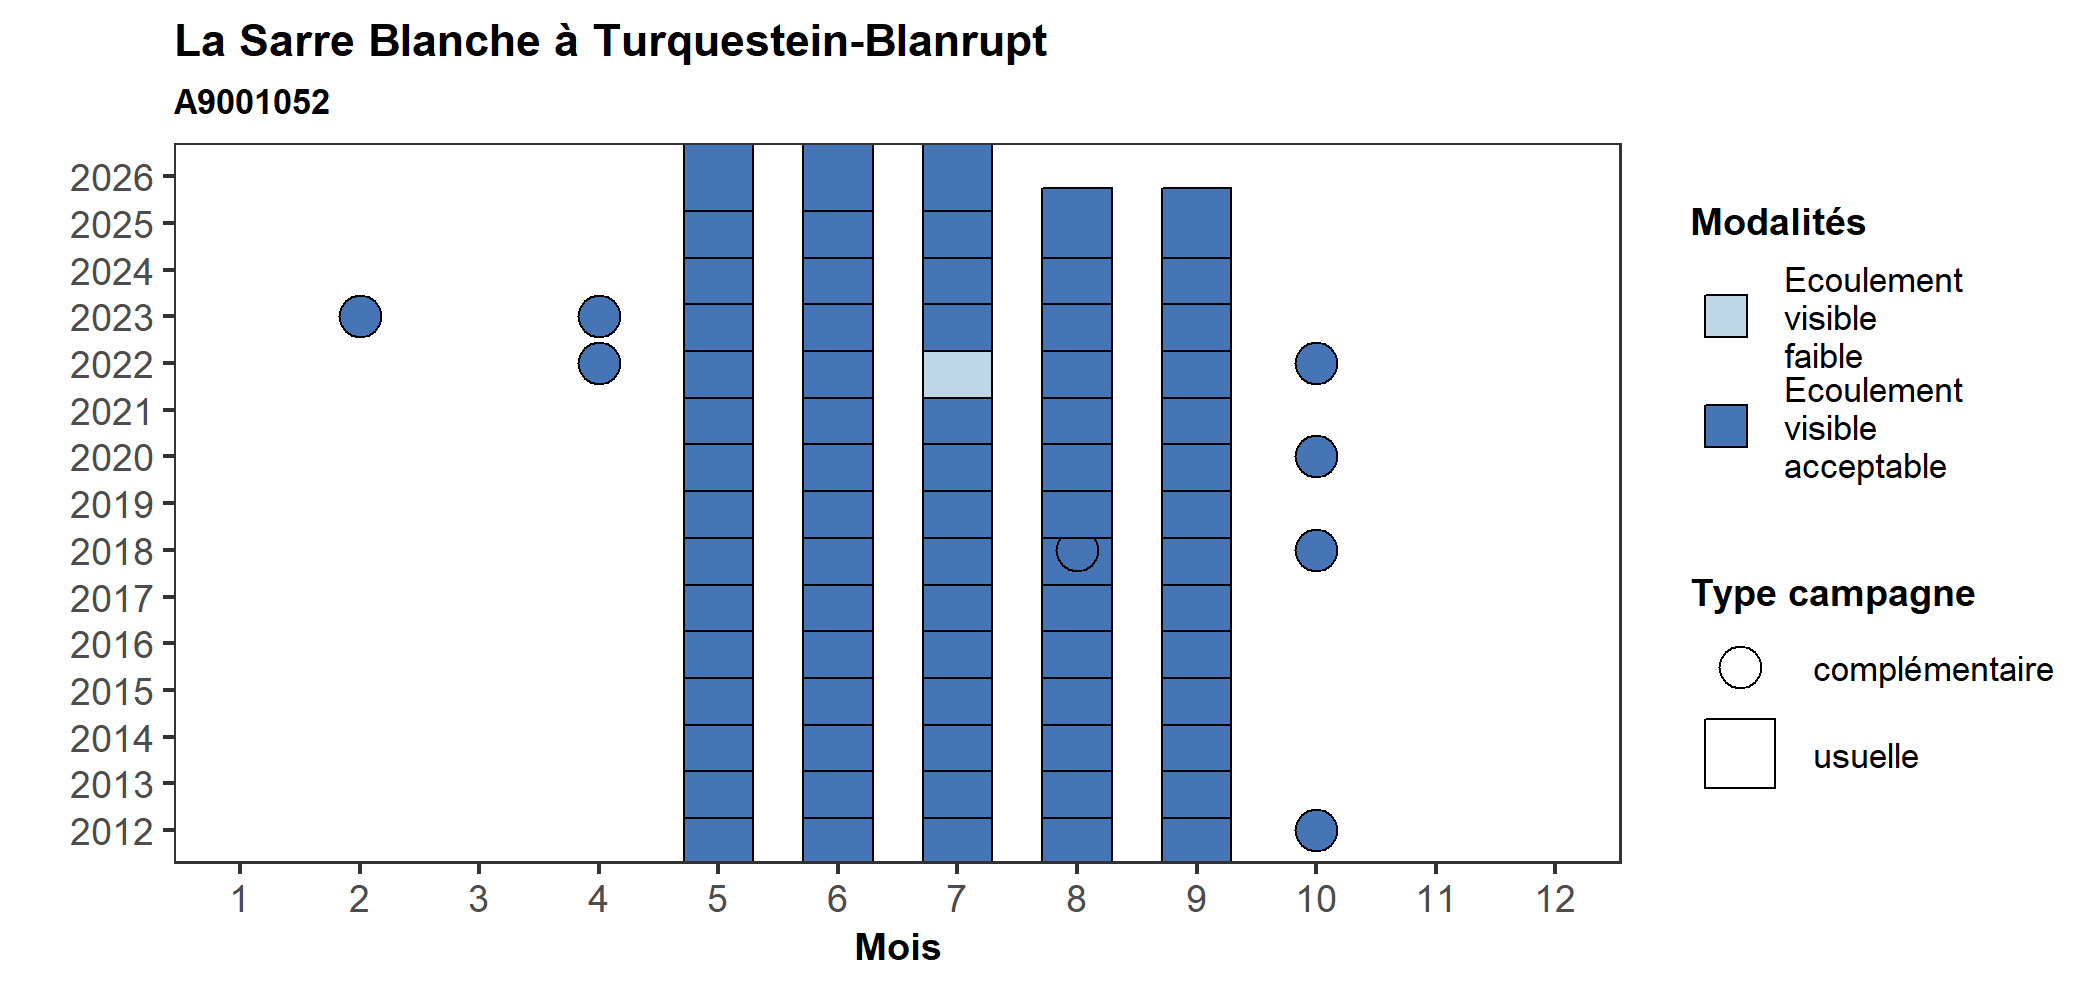 La Sarre Blanche à Turquestein-Blanrupt
A9001052
2026
2025
2024
2023
2022
2021
2020
2019
2018
2017
2016
2015
2014
2013
2012
1 2 3 4 5 6 7 8 9 10 11 12
Mois
Modalités
Ecoulement
visible
faible
Ecoulement
visible
acceptable
Type campagne
complémentaire
usuelle